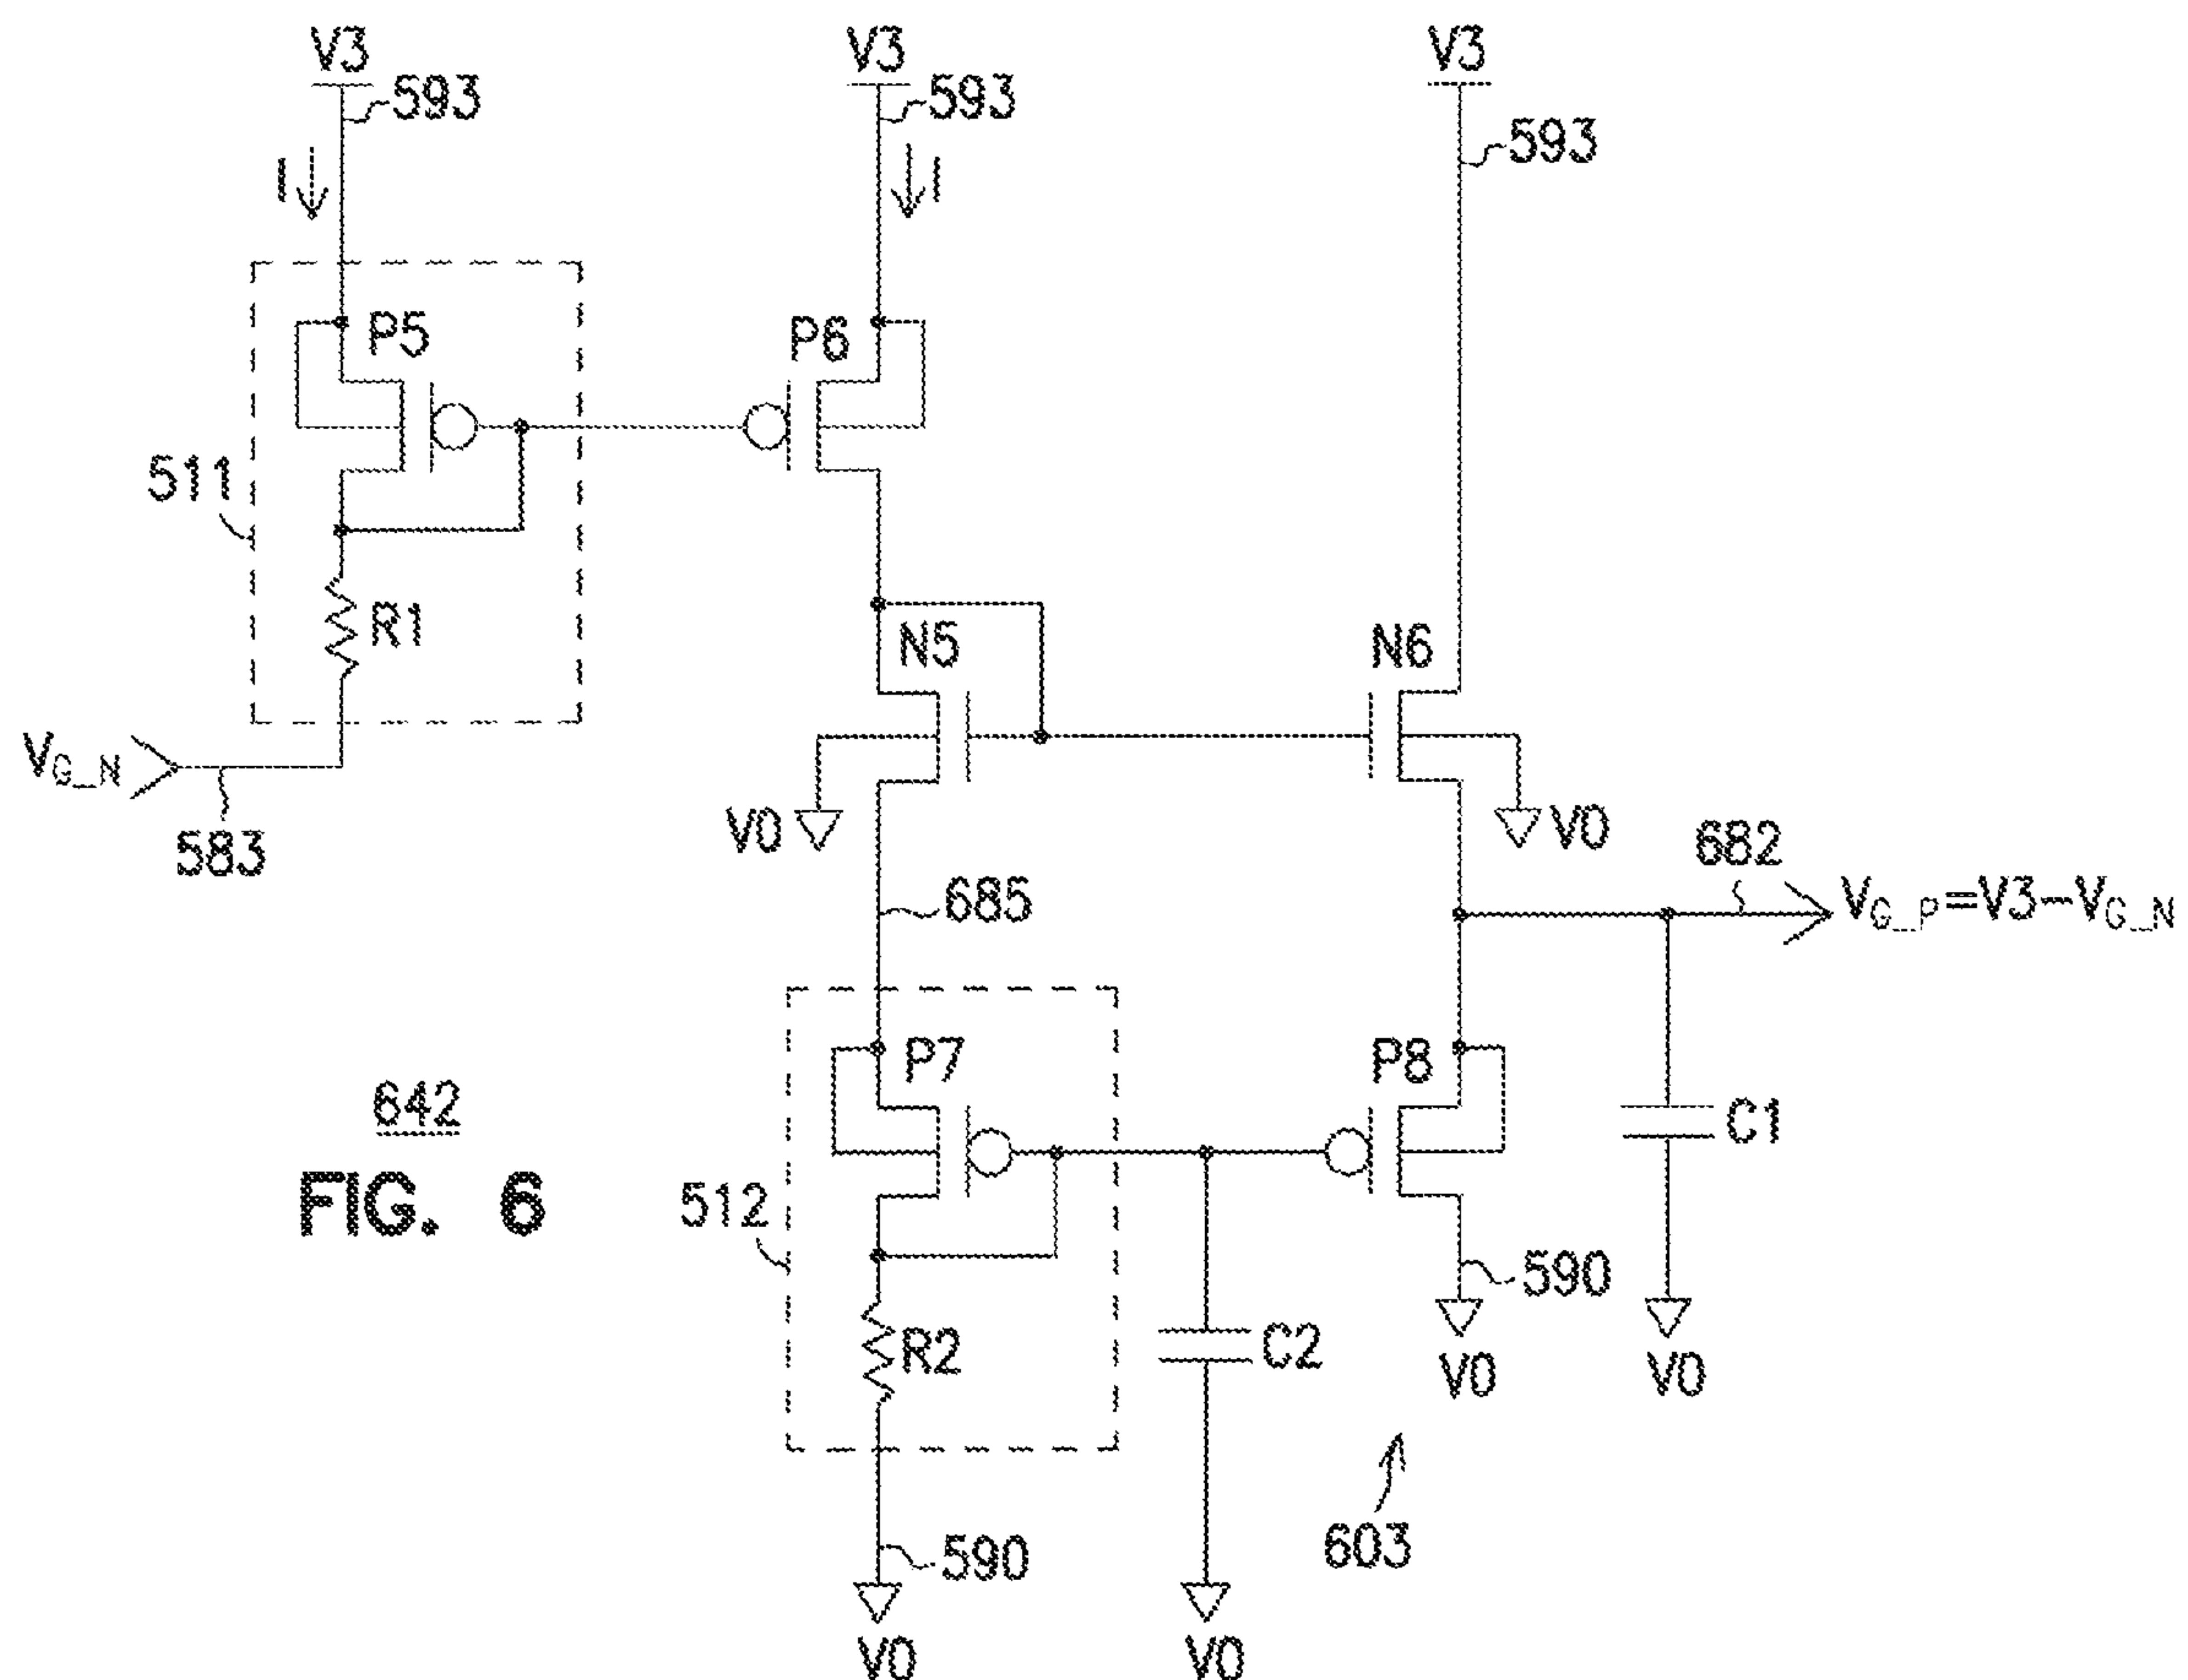 V3 V3 V3
593 593 593
I I
P5 P6
511
R1 N5 N6
V_G_N
583 V0 V0
682
685 V_G_P=V3-V_G_N
P7 P8
642 C1
FIG. 6
512 590
R2 C2
V0 V0
590 603
V0 V0